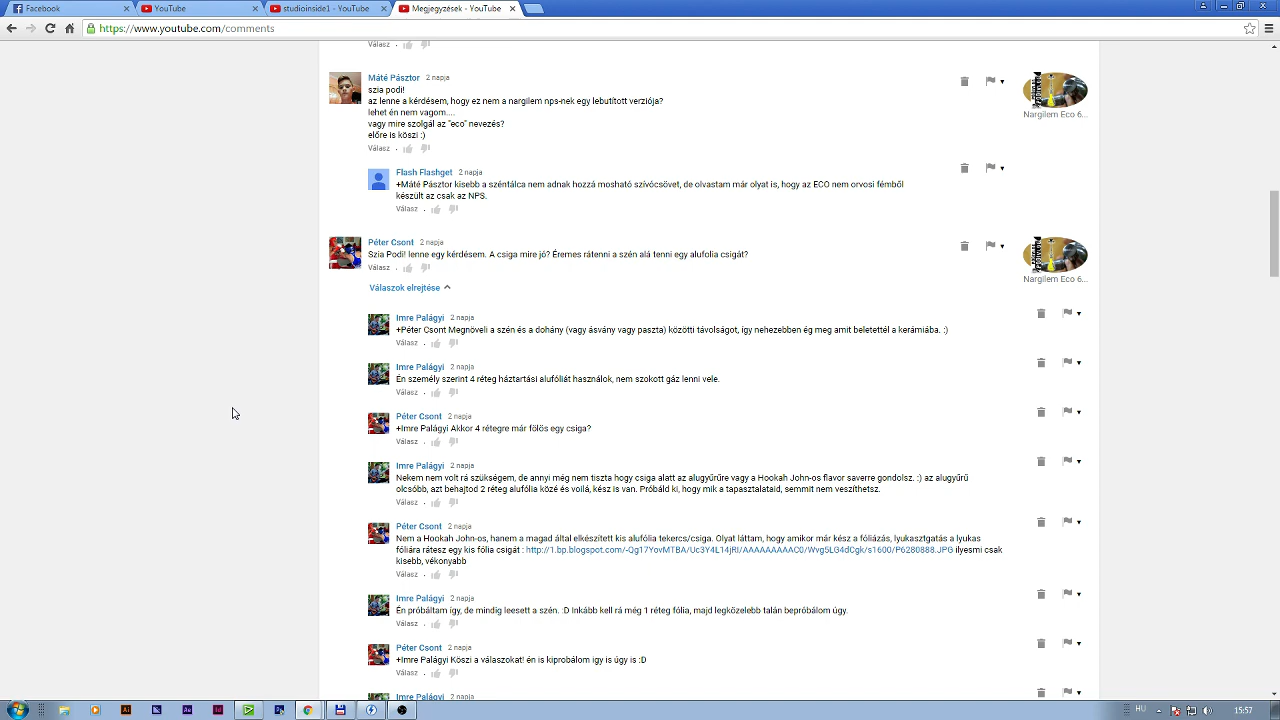 Facebook
YouTube
studioinside1 - YouTube
Megjegyzések - YouTube
https://www.youtube.com/comments
Válasz
Máté Pásztor 2 napja
szia podi!
az lenne a kérdésem, hogy ez nem a nargilem nps-nek egy lebutított verziója?
lehet én nem vagom....
vagy mire szolgál az "eco" nevezés?
előre is köszi :)
Válasz
Nargilem Eco 6...
Flash Flashget 2 napja
+Máté Pásztor kisebb a széntálca nem adnak hozzá mosható szívócsövet, de olvastam már olyat is, hogy az ECO nem orvosi fémből
készült az csak az NPS.
Válasz
Péter Csont 2 napja
Szia Podi! lenne egy kérdésem. A csiga mire jó? Éremes rátenni a szén alá tenni egy alufolia csigát?
Válasz
Nargilem Eco 6...
Válaszok elrejtése
Imre Palágyi 2 napja
+Péter Csont Megnöveli a szén és a dohány (vagy ásvány vagy paszta) közötti távolságot, így nehezebben ég meg amit beletettél a kerámiába. :)
Válasz
Imre Palágyi 2 napja
Én személy szerint 4 réteg háztartási alufóliát használok, nem szokott gáz lenni vele.
Válasz
Péter Csont 2 napja
+Imre Palágyi Akkor 4 rétegre már fölös egy csiga?
Válasz
Imre Palágyi 2 napja
Nekem nem volt rá szükségem, de annyi még nem tiszta hogy csiga alatt az alugyűrűre vagy a Hookah John-os flavor saverre gondolsz. :) az alugyűrű
olcsóbb, azt behajtod 2 réteg alufólia közé és voilá, kész is van. Próbáld ki, hogy mik a tapasztalataid, semmit nem veszíthetsz.
Válasz
Péter Csont 2 napja
Nem a Hookah John-os, hanem a magad által elkészített kis alufólia tekercs/csiga. Olyat láttam, hogy amikor már kész a fóliázás, lyukasztgatás a lyukas
fóliára rátesz egy kis fólia csigát : http://1.bp.blogspot.com/-Qg17YovMTBA/Uc3Y4L14jRI/AAAAAAAAAC0/Wvg5LG4dCgk/s1600/P6280888.JPG ilyesmi csak
kisebb, vékonyabb
Válasz
Imre Palágyi 2 napja
Én próbáltam így, de mindig leesett a szén. :D Inkább kell rá még 1 réteg fólia, majd legközelebb talán bepróbálom úgy.
Válasz
Péter Csont 2 napja
+Imre Palágyi Köszi a válaszokat! én is kiprobálom igy is úgy is :D
Válasz
Imre Palágyi 2 napja
HU
15:57